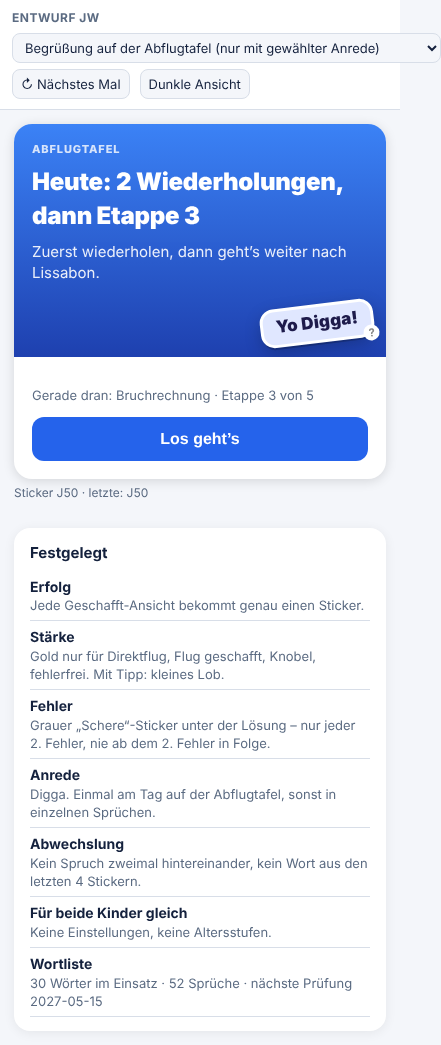 ENTWURF JW
Begrüßung auf der Abflugtafel (nur mit gewählter Anrede)
↻ Nächstes Mal
Dunkle Ansicht
ABFLUGTAFEL
Heute: 2 Wiederholungen,
dann Etappe 3
Zuerst wiederholen, dann geht’s weiter nach
Lissabon.
Yo Digga!
?
Gerade dran: Bruchrechnung · Etappe 3 von 5
Los geht’s
Sticker J50 · letzte: J50
Festgelegt
Erfolg
Jede Geschafft-Ansicht bekommt genau einen Sticker.
Stärke
Gold nur für Direktflug, Flug geschafft, Knobel,
fehlerfrei. Mit Tipp: kleines Lob.
Fehler
Grauer „Schere“-Sticker unter der Lösung – nur jeder
2. Fehler, nie ab dem 2. Fehler in Folge.
Anrede
Digga. Einmal am Tag auf der Abflugtafel, sonst in
einzelnen Sprüchen.
Abwechslung
Kein Spruch zweimal hintereinander, kein Wort aus den
letzten 4 Stickern.
Für beide Kinder gleich
Keine Einstellungen, keine Altersstufen.
Wortliste
30 Wörter im Einsatz · 52 Sprüche · nächste Prüfung
2027-05-15